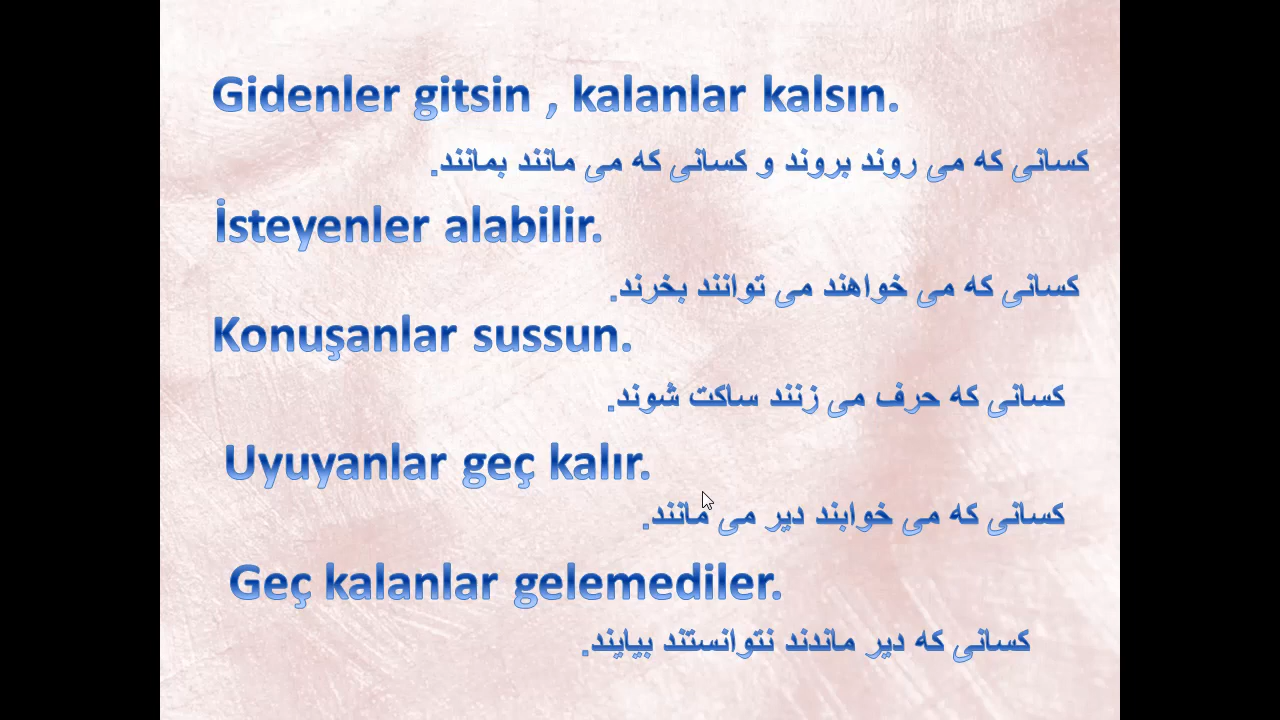 Gidenler gitsin , kalanlar kalsın.
کسانی که می روند بروند و کسانی که می مانند بمانند.
İsteyenler alabilir.
کسانی که می خواهند می توانند بخرند.
Konuşanlar sussun.
کسانی که حرف می زنند ساکت شوند.
Uyuyanlar geç kalır.
کسانی که می خوابند دیر می مانند.
Geç kalanlar gelemediler.
کسانی که دیر ماندند نتوانستند بیایند.